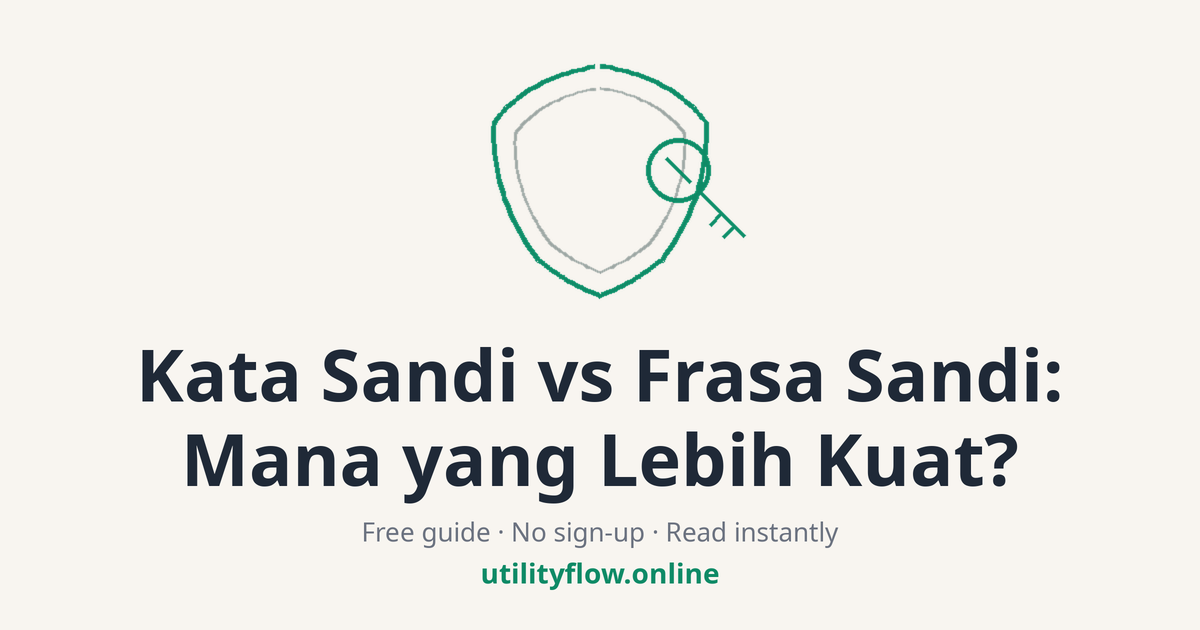 Kata Sandi vs Frasa Sandi:
Mana yang Lebih Kuat?
Free guide · No sign-up · Read instantly
utilityflow.online